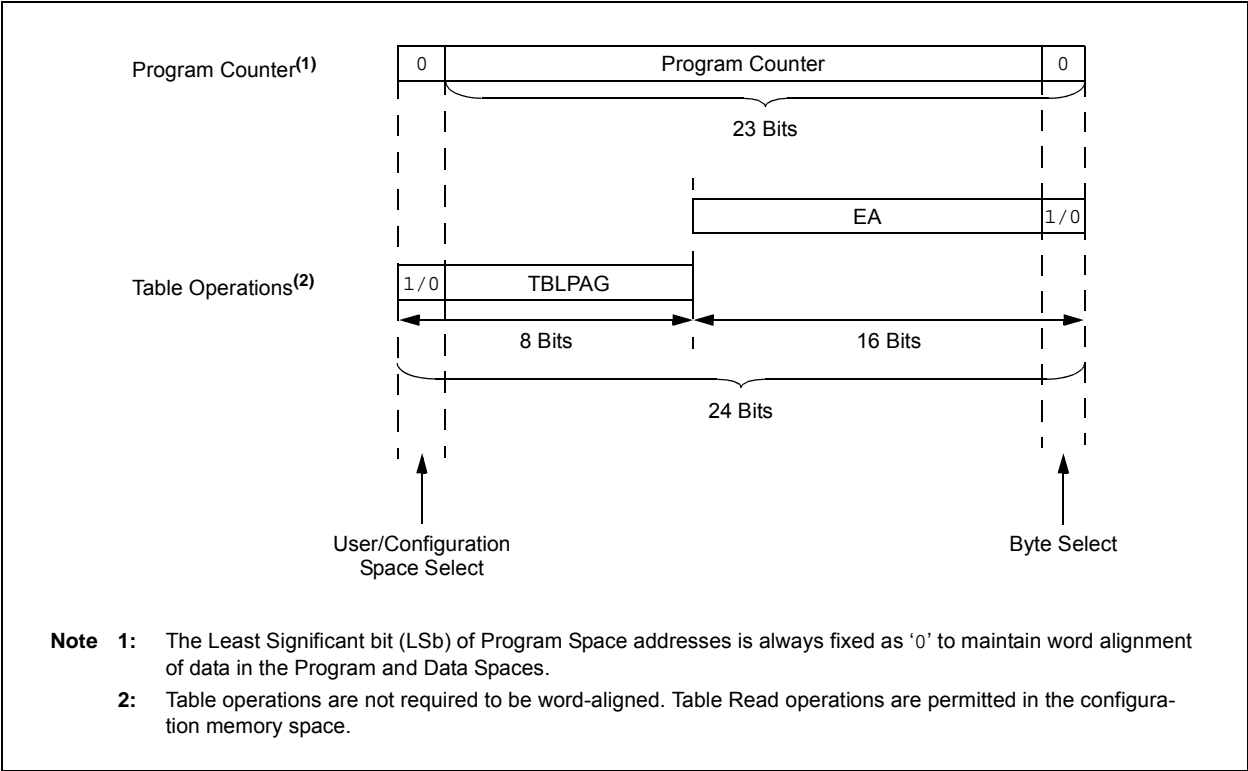 Program Counter(1)
0
Program Counter
0
23 Bits
EA
1/0
Table Operations(2)
1/0
TBLPAG
8 Bits
16 Bits
24 Bits
User/Configuration
Space Select
Byte Select
Note 1: The Least Significant bit (LSb) of Program Space addresses is always fixed as ‘0’ to maintain word alignment
of data in the Program and Data Spaces.
2: Table operations are not required to be word-aligned. Table Read operations are permitted in the configura-
tion memory space.